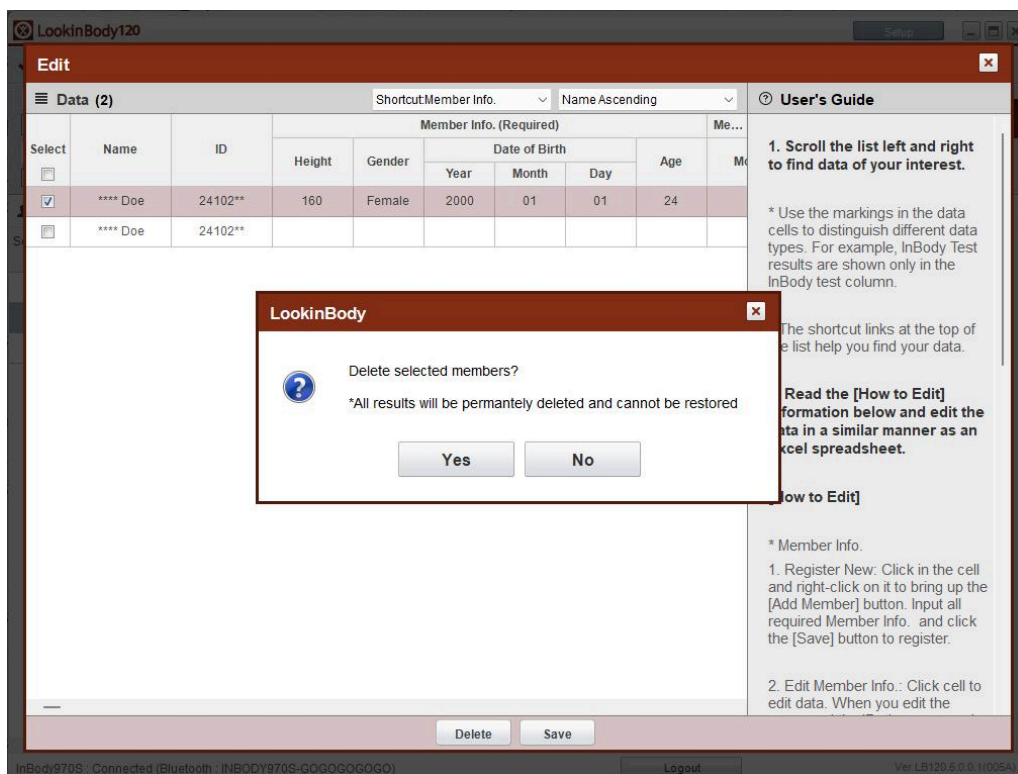 LookinBody120
Setup
Edit
Data (2)
Shortcut:Member Info.
Name Ascending
User's Guide
Select
Name
ID
Member Info. (Required)
Me...
Height
Gender
Date of Birth
Year
Month
Day
Age
**** Doe 24102** 160 Female 2000 01 01 24
**** Doe 24102**
1. Scroll the list left and right
to find data of your interest.
* Use the markings in the data
cells to distinguish different data
types. For example, InBody Test
results are shown only in the
InBody test column.
The shortcut links at the top of
list help you find your data.
Read the [How to Edit]
below and edit the
in a similar manner as an
spreadsheet.
to Edit]
* Member Info.
1. Register New: Click in the cell
and right-click on it to bring up the
[Add Member] button. Input all
required Member Info. and click
the [Save] button to register.
2. Edit Member Info.: Click cell to
edit data. When you edit the
LookinBody
Delete selected members?
*All results will be permantely deleted and cannot be restored
Yes
No
Delete
Save
InBody970S : Connected (Bluetooth : INBODY970S-GOGOGOGOGO)
Logout
Ver LB120.6.0.0.1(005A)